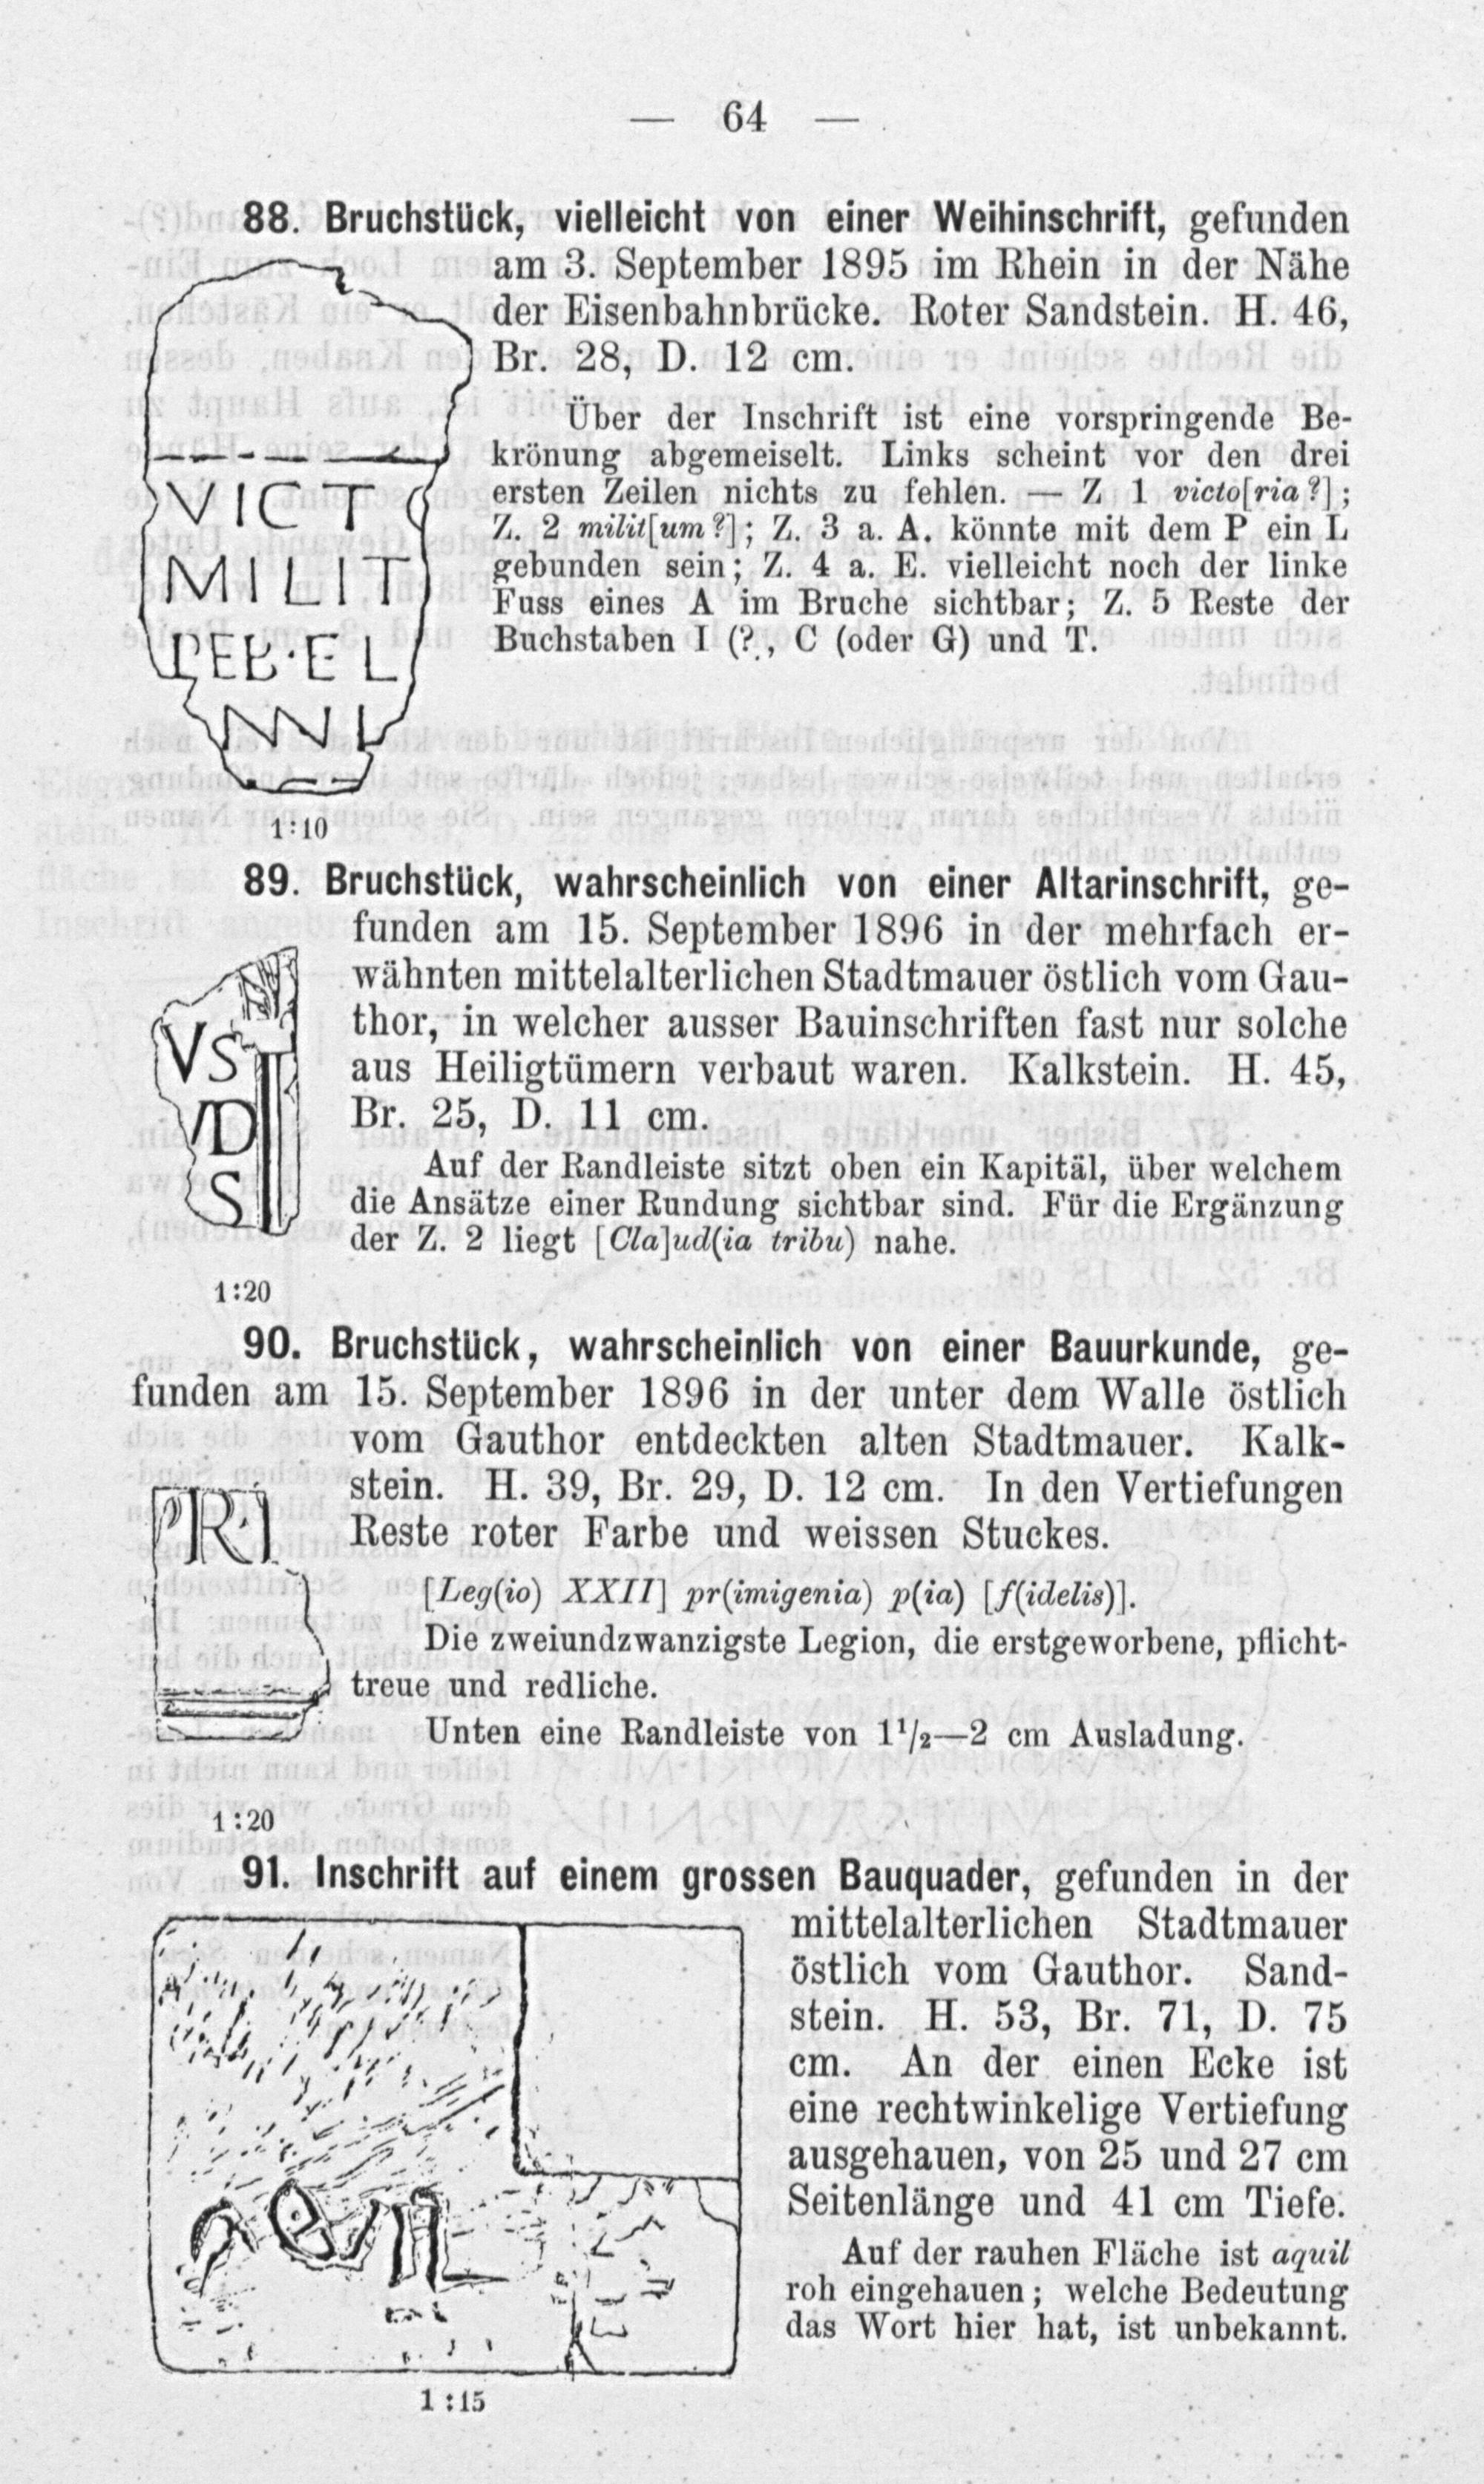 — 64 —
88. Bruchstück, vielleicht von einer Weihinschrift, gefunden
am 3. September 1895 im Rhein in der Nähe
der Eisenbahnbrücke. Roter Sandstein. H. 46,
Br. 28, D. 12 cm.
Über der Inschrift ist eine vorspringende Be-
krönung abgemeiselt. Links scheint vor den drei
ersten Zeilen nichts zu fehlen. — Z 1 victo[ria?];
Z. 2 milit[um?]; Z. 3 a. A. könnte mit dem P ein L
gebunden sein; Z. 4 a. E. vielleicht noch der linke
Fuss eines A im Bruche sichtbar; Z. 5 Reste der
Buchstaben I (?., C (oder G) und T.
VICT
MILIT
PEB·EL
1:10
89. Bruchstück, wahrscheinlich von einer Altarinschrift, ge-
funden am 15. September 1896 in der mehrfach er-
wähnten mittelalterlichen Stadtmauer östlich vom Gau-
thor, in welcher ausser Bauinschriften fast nur solche
aus Heiligtümern verbaut waren. Kalkstein. H. 45,
Br. 25, D. 11 cm.
Auf der Randleiste sitzt oben ein Kapitäl, über welchem
die Ansätze einer Rundung sichtbar sind. Für die Ergänzung
der Z. 2 liegt [Cla]ud(ia tribu) nahe.
VS
VD
S
1:20
90. Bruchstück, wahrscheinlich von einer Bauurkunde, ge-
funden am 15. September 1896 in der unter dem Walle östlich
vom Gauthor entdeckten alten Stadtmauer. Kalk-
stein. H. 39, Br. 29, D. 12 cm. In den Vertiefungen
Reste roter Farbe und weissen Stuckes.
[Leg(io) XXII] pr(imigenia) p(ia) [f(idelis)].
Die zweiundzwanzigste Legion, die erstgeworbene, pflicht-
treue und redliche.
Unten eine Randleiste von 1½—2 cm Ausladung.
PR·I
1:20
91. Inschrift auf einem grossen Bauquader, gefunden in der
mittelalterlichen Stadtmauer
östlich vom Gauthor. Sand-
stein. H. 53, Br. 71, D. 75
cm. An der einen Ecke ist
eine rechtwinkelige Vertiefung
ausgehauen, von 25 und 27 cm
Seitenlänge und 41 cm Tiefe.
Auf der rauhen Fläche ist aquil
roh eingehauen; welche Bedeutung
das Wort hier hat, ist unbekannt.
1:15